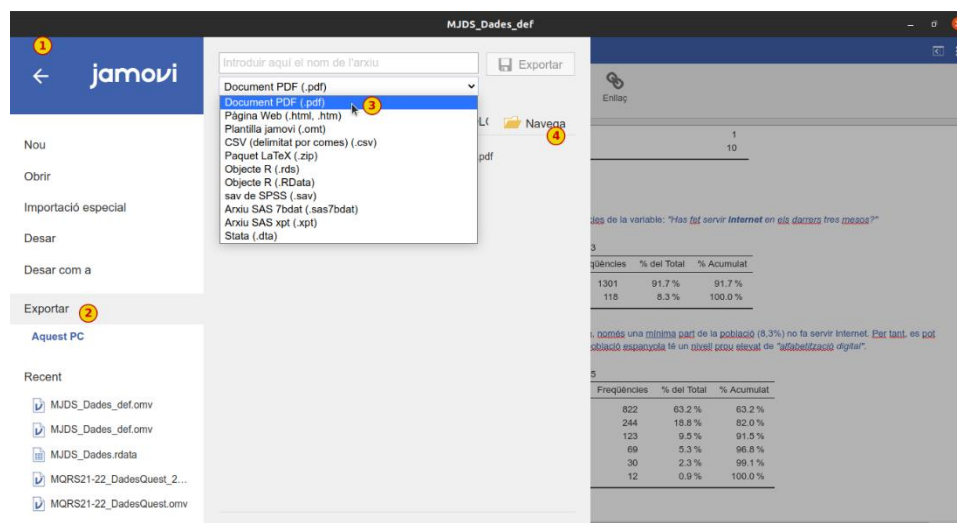 MJDS_Dades_def
1
jamovi
Introduir aquí el nom de l'arxiu
Exportar
Document PDF (.pdf)
Document PDF (.pdf)
3
Pàgina Web (.html, .htm)
Plantilla jamovi (.omt)
CSV (delimitat por comes) (.csv)
Paquet LaTeX (.zip)
Objecte R (.rds)
Objecte R (.RData)
sav de SPSS (.sav)
Arxiu SAS 7bdat (.sas7bdat)
Arxiu SAS xpt (.xpt)
Stata (.dta)
Navega
4
pdf
Nou
Obrir
Importació especial
Desar
Desar com a
Exportar
2
Aquest PC
Recent
MJDS_Dades_def.omv
MJDS_Dades_def.omv
MJDS_Dades.rdata
MQRS21-22_DadesQuest_2...
MQRS21-22_DadesQuest.omv
Enllaç
1
10
de la variable: "Has fet servir Internet en els darrers tres mesos?"
3
% del Total % Acumulat
1301 91.7 % 91.7 %
118 8.3 % 100.0 %
, només una mínima part de la població (8,3%) no fa servir Internet. Per tant, es pot
població espanyola té un nivell prou elevat de "alfabetització digital".
5
Freqüències % del Total % Acumulat
822 63.2 % 63.2 %
244 18.8 % 82.0 %
123 9.5 % 91.5 %
69 5.3 % 96.8 %
30 2.3 % 99.1 %
12 0.9 % 100.0 %